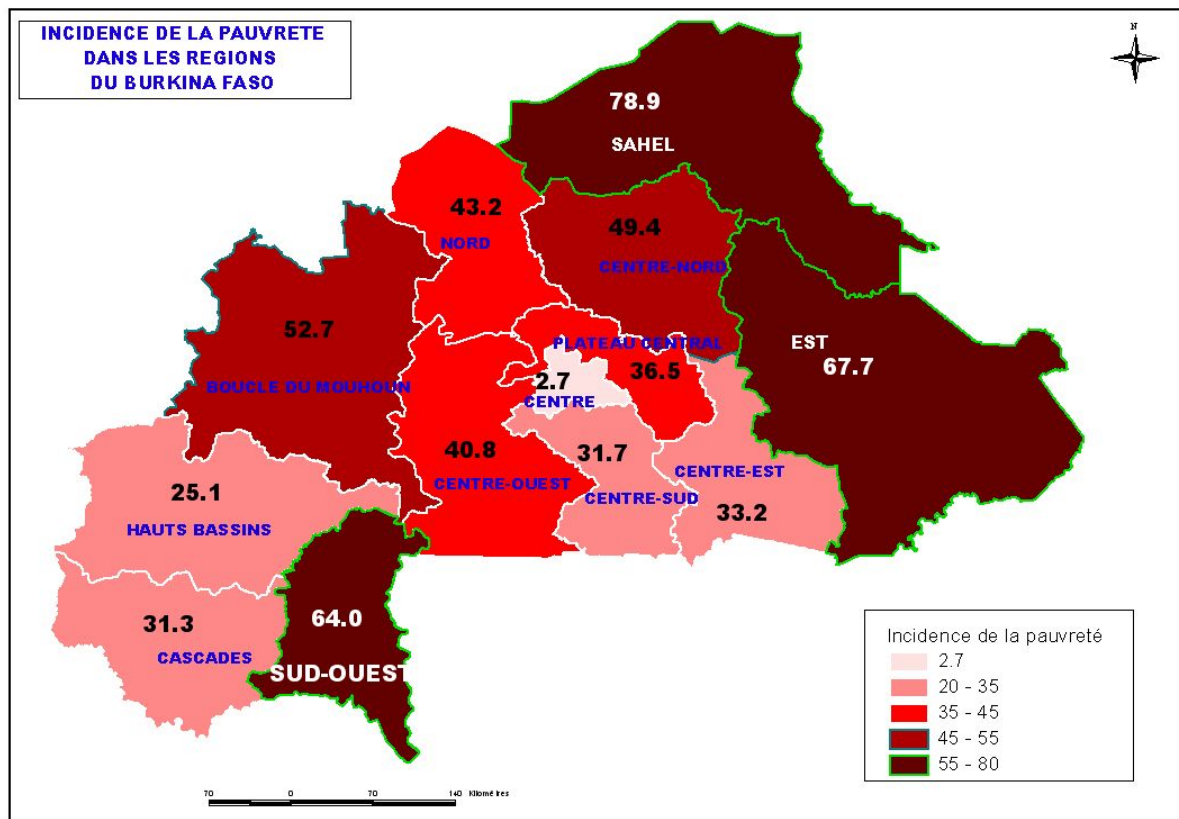 INCIDENCE DE LA PAUVRETE
DANS LES REGIONS
DU BURKINA FASO
N
78.9
SAHEL
43.2
NORD
49.4
CENTRE-NORD
52.7
BOUCLE DU MOUHOUN
PLATEAU CENTRAL
36.5
EST
67.7
2.7
CENTRE
40.8
CENTRE-OUEST
31.7
CENTRE-SUD
CENTRE-EST
33.2
25.1
HAUTS BASSINS
31.3
CASCADES
64.0
SUD-OUEST
Incidence de la pauvreté
2.7
20 - 35
35 - 45
45 - 55
55 - 80
70 0 70 140 Kilomètres